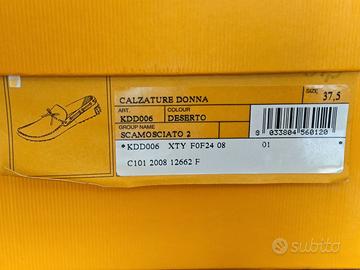 CALZATURE DONNA
SIZE 37,5
ART. COLOUR
KDD006 DESERTO
GROUP NAME
SCAMOSCIATO 2
8 033804 560120
*KDD006 XTY F0F24 08 01 *
C101 2008 12662 F
subito